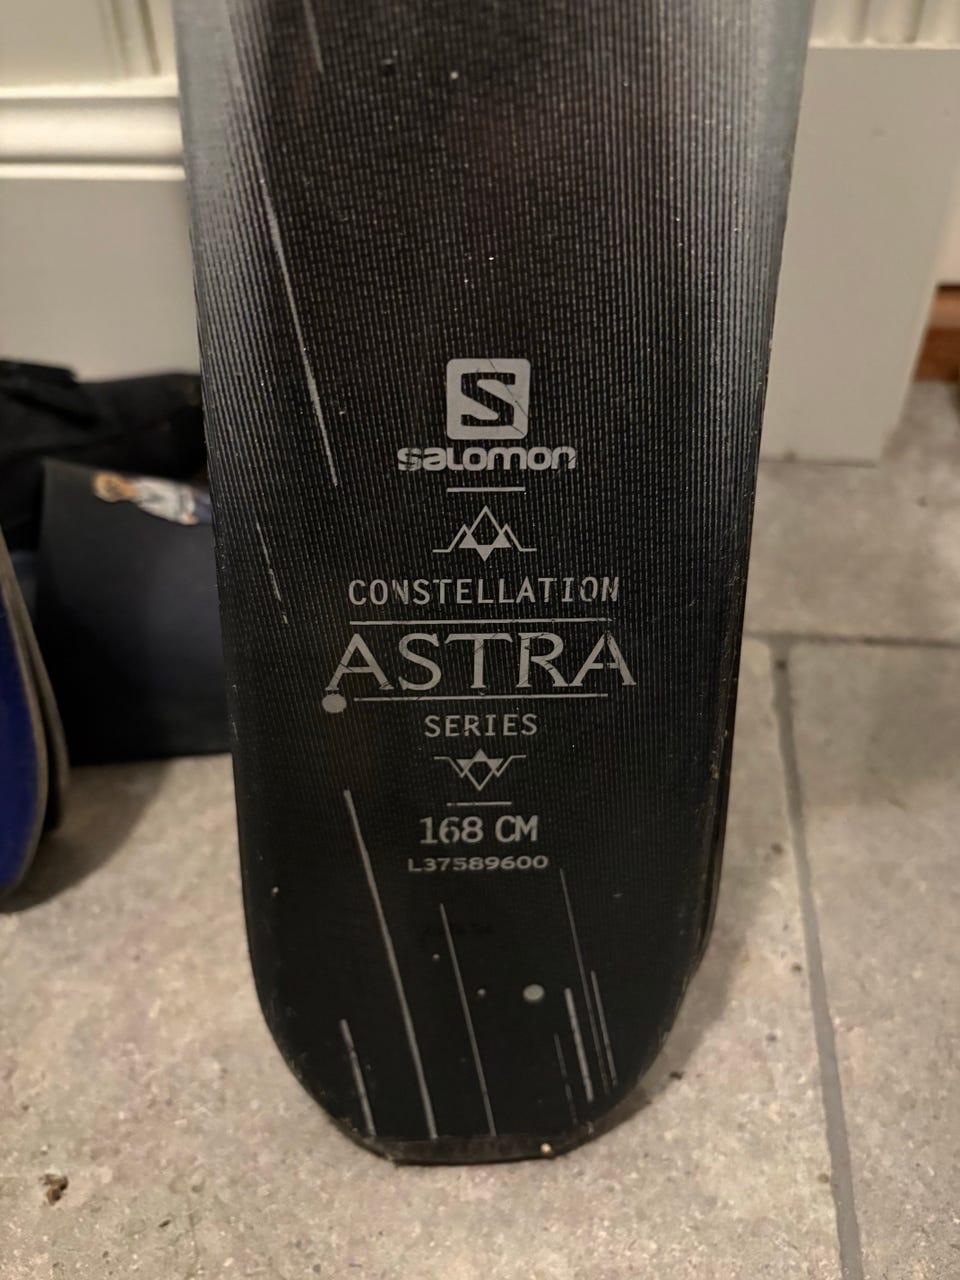 S
salomon
CONSTELLATION
ASTRA
SERIES
168 CM
L37589600